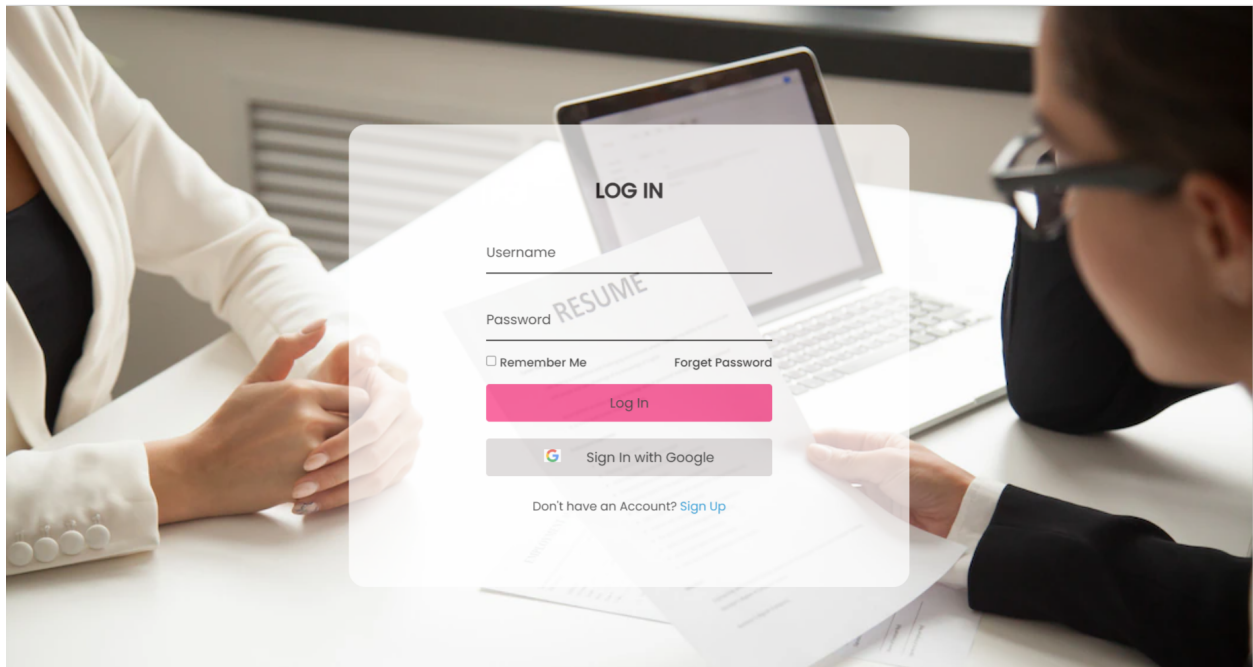 LOG IN
Username
RESUME
Password
Remember Me Forget Password
Log In
G Sign In with Google
Don't have an Account? Sign Up